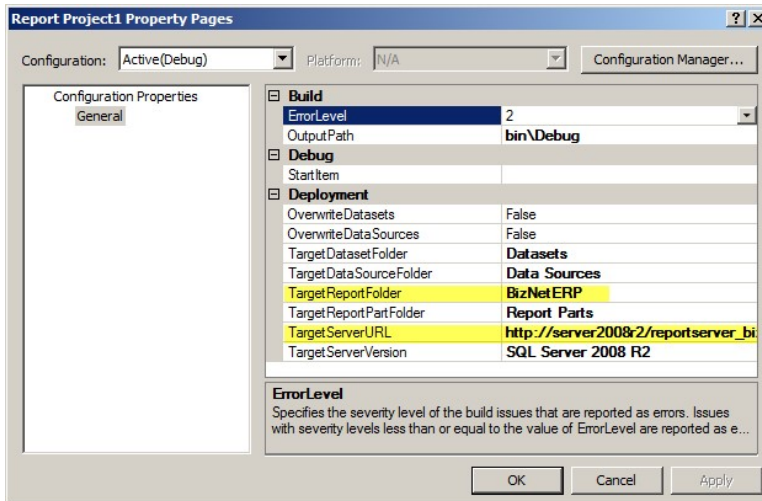 Report Project1 Property Pages
Configuration: Active(Debug) Platform: N/A Configuration Manager...
Configuration Properties
General
Build
ErrorLevel 2
OutputPath bin\Debug
Debug
StartItem
Deployment
OverwriteDatasets False
OverwriteDataSources False
TargetDatasetFolder Datasets
TargetDataSourceFolder Data Sources
TargetReportFolder BizNetERP
TargetReportPartFolder Report Parts
TargetServerURL http://server2008r2/reportserver_bi
TargetServerVersion SQL Server 2008 R2
ErrorLevel
Specifies the severity level of the build issues that are reported as errors. Issues
with severity levels less than or equal to the value of ErrorLevel are reported as e...
OK Cancel Apply